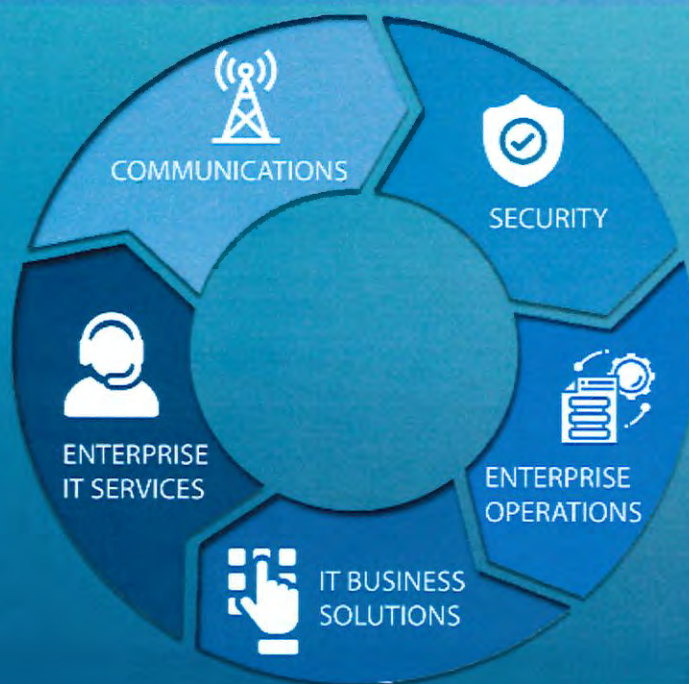 COMMUNICATIONS
SECURITY
ENTERPRISE
OPERATIONS
IT BUSINESS
SOLUTIONS
ENTERPRISE
IT SERVICES